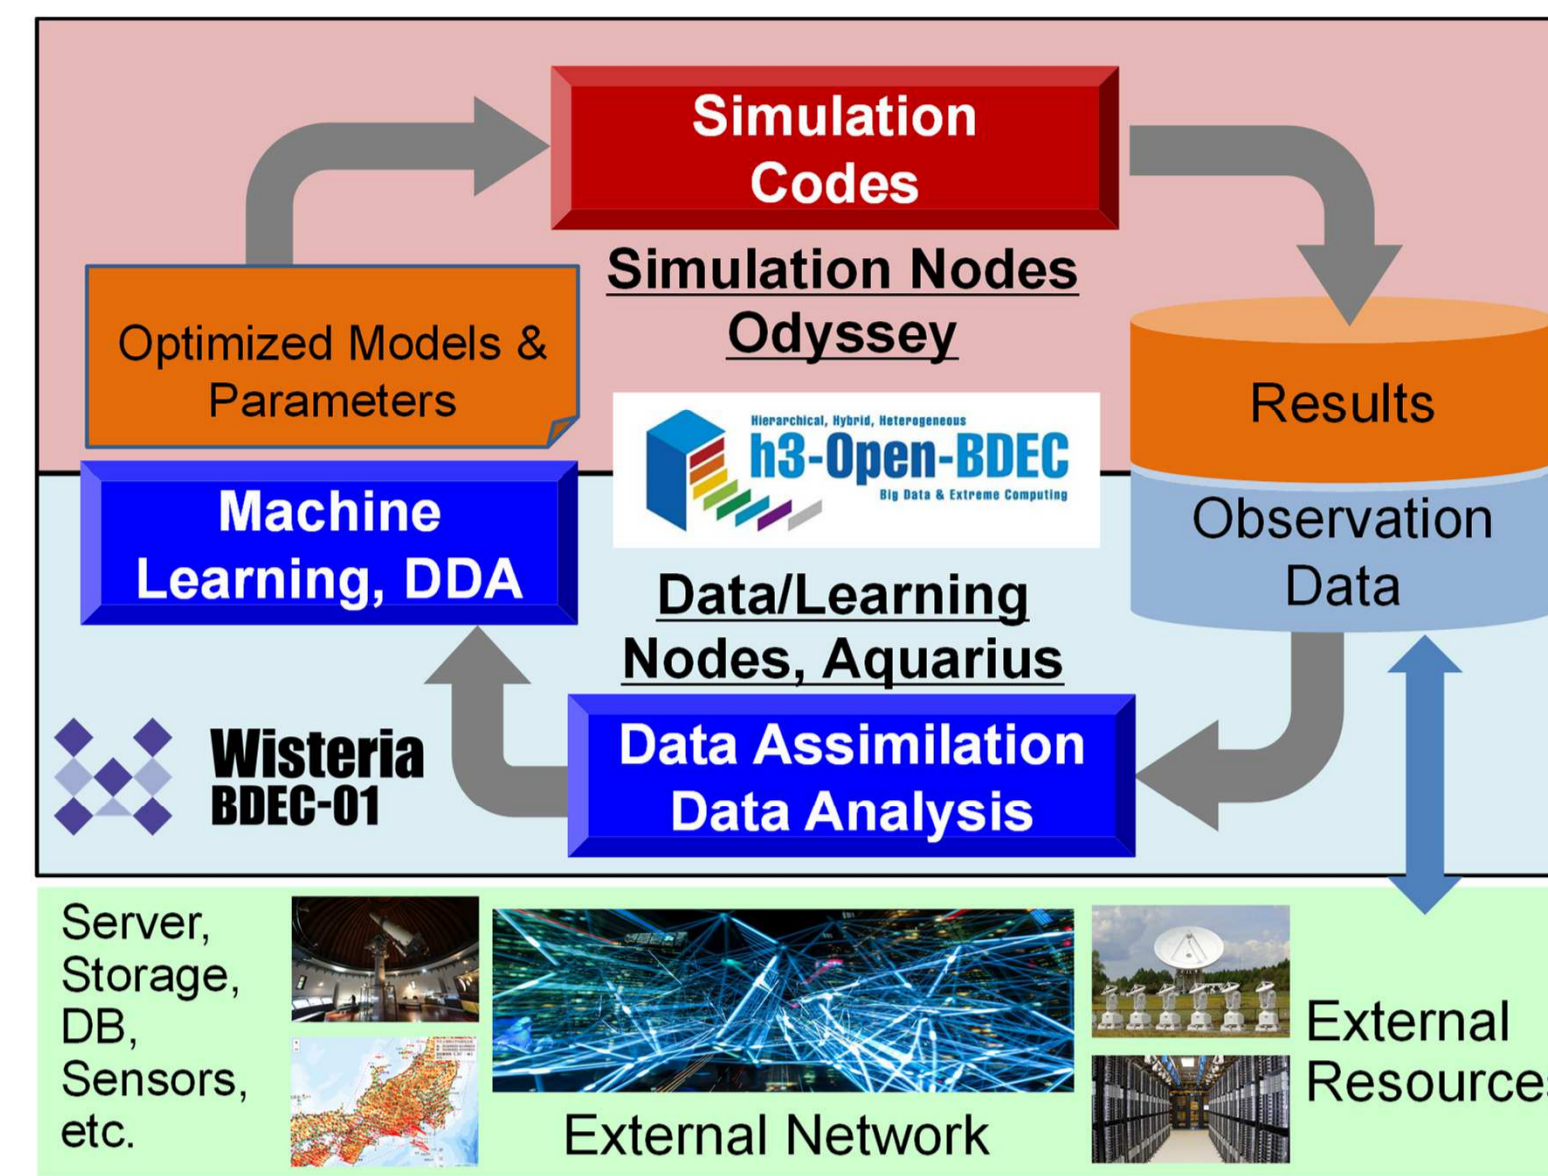 Simulation
Codes
Simulation Nodes
Odyssey
Optimized Models &
Parameters
Results
Hierarchical, Hybrid, Heterogeneous
h3-Open-BDEC
Big Data & Extreme Computing
Machine
Learning, DDA
Observation
Data
Data/Learning
Nodes, Aquarius
Wisteria
BDEC-01
Data Assimilation
Data Analysis
Server,
Storage,
DB,
Sensors,
etc.
External Network
External
Resources